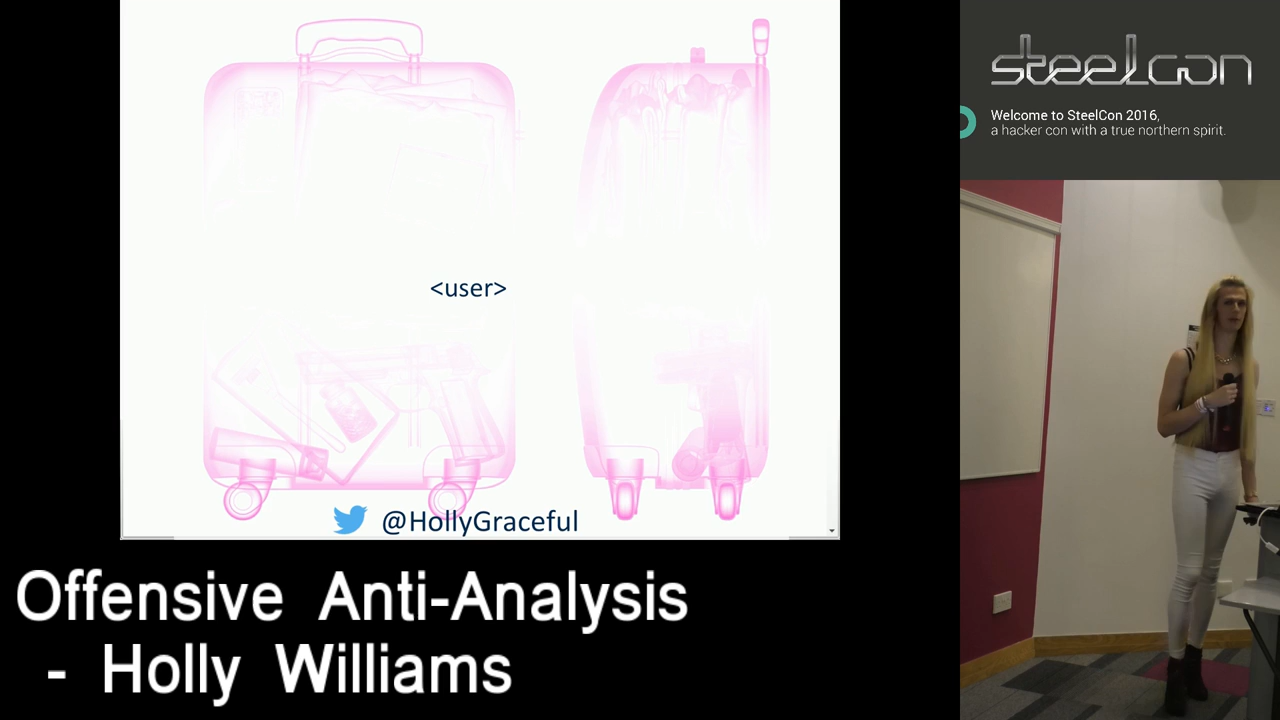 <user>
@HollyGraceful
Offensive Anti-Analysis
- Holly Williams
steelcon
Welcome to SteelCon 2016,
a hacker con with a true northern spirit.